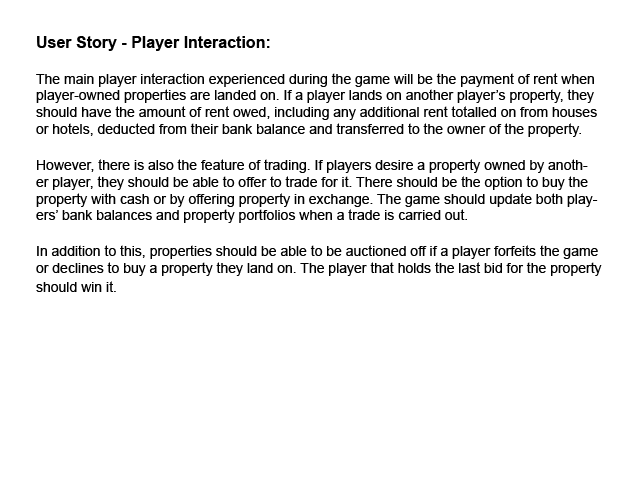 User Story - Player Interaction:
The main player interaction experienced during the game will be the payment of rent when
player-owned properties are landed on. If a player lands on another player’s property, they
should have the amount of rent owed, including any additional rent totalled on from houses
or hotels, deducted from their bank balance and transferred to the owner of the property.
However, there is also the feature of trading. If players desire a property owned by anoth-
er player, they should be able to offer to trade for it. There should be the option to buy the
property with cash or by offering property in exchange. The game should update both play-
ers’ bank balances and property portfolios when a trade is carried out.
In addition to this, properties should be able to be auctioned off if a player forfeits the game
or declines to buy a property they land on. The player that holds the last bid for the property
should win it.